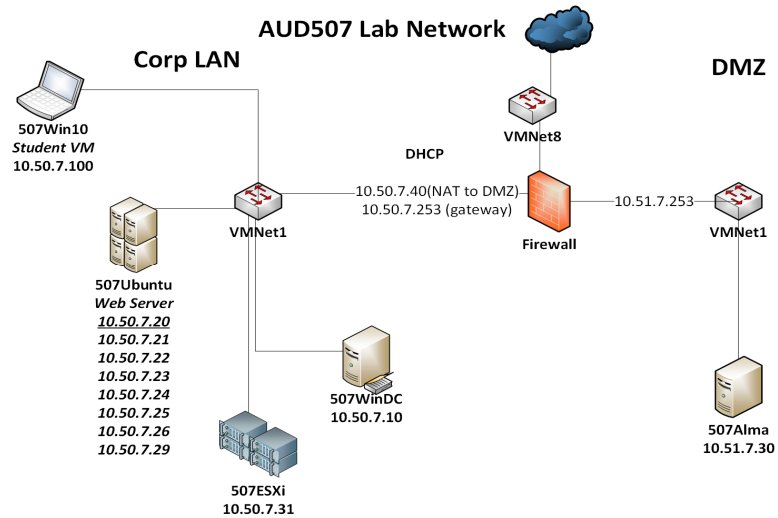 AUD507 Lab Network
Corp LAN
DMZ
507Win10
Student VM
10.50.7.100
VMNet8
DHCP
10.50.7.40(NAT to DMZ)
10.50.7.253 (gateway)
10.51.7.253
VMNet1
Firewall
VMNet1
507Ubuntu
Web Server
10.50.7.20
10.50.7.21
10.50.7.22
10.50.7.23
10.50.7.24
10.50.7.25
10.50.7.26
10.50.7.29
507WinDC
10.50.7.10
507Alma
10.51.7.30
507ESXi
10.50.7.31